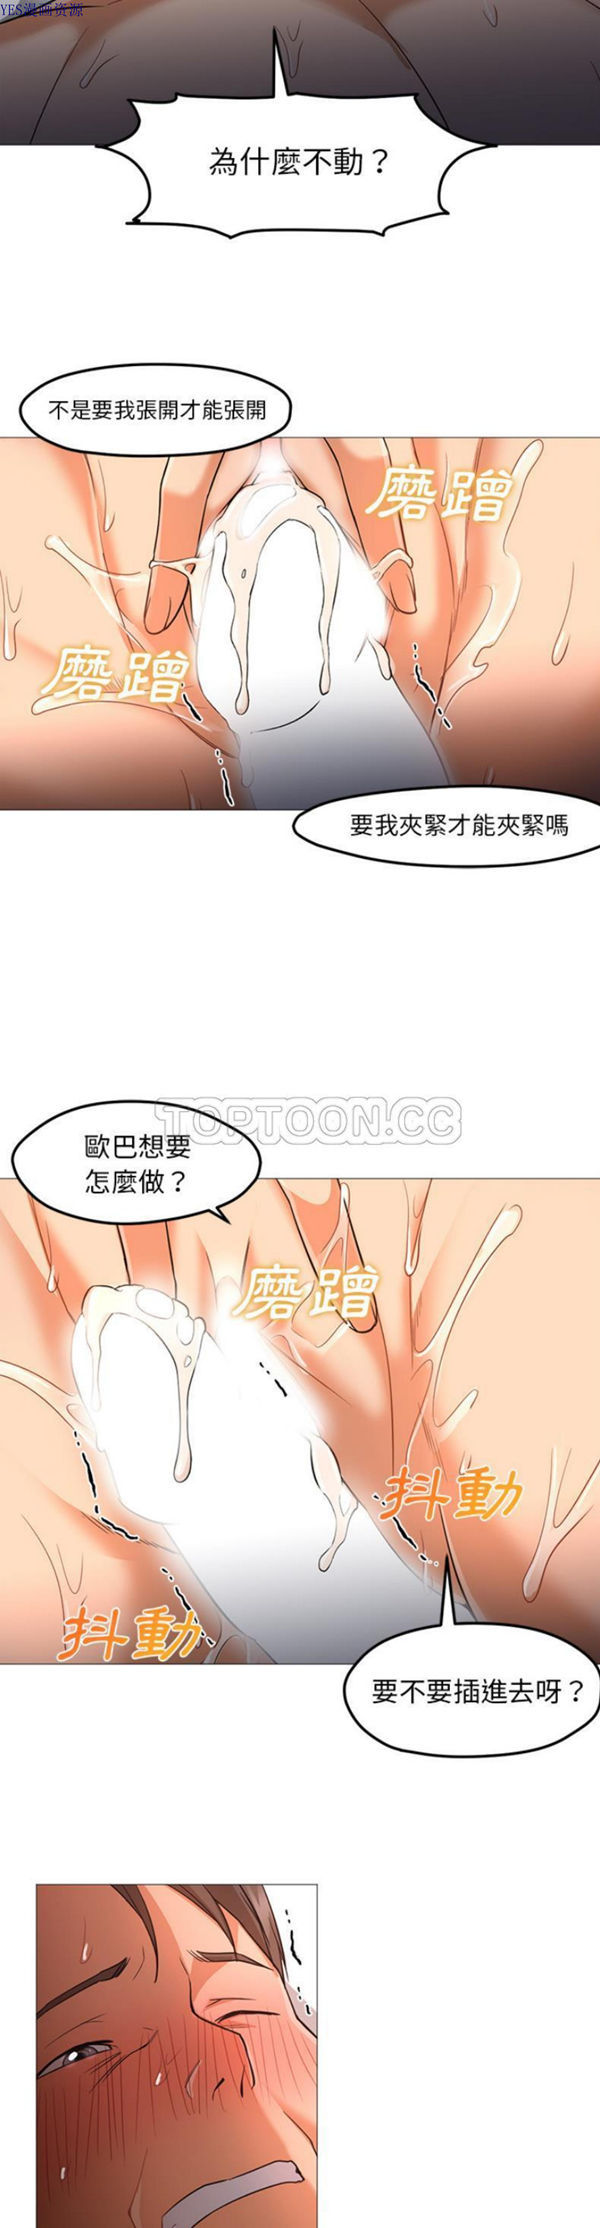 YES漫画资源
為什麼不動？
不是要我張開才能張開
磨蹭
磨蹭
要我夾緊才能夾緊嗎
TOPTOON.CC
歐巴想要
怎麼做？
磨蹭
抖動
抖動
要不要插進去呀？